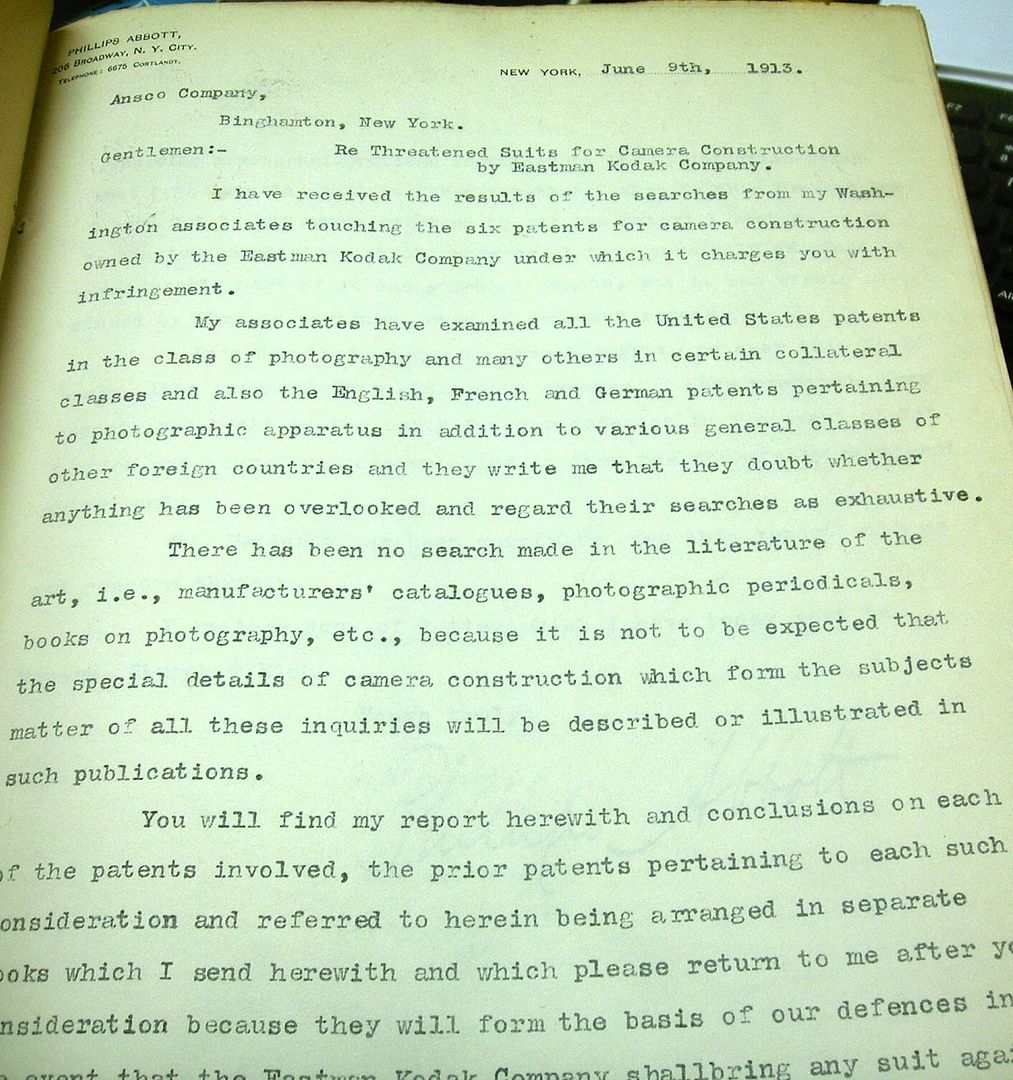 PHILLIPS ABBOTT,
206 BROADWAY, N. Y. CITY.
TELEPHONE: 6675 CORTLANDT.
NEW YORK, June 9th, 1913.
Ansco Company,
Binghamton, New York.
Gentlemen:-
Re Threatened Suits for Camera Construction
by Eastman Kodak Company.
I have received the results of the searches from my Wash-
ington associates touching the six patents for camera construction
owned by the Eastman Kodak Company under which it charges you with
infringement.
My associates have examined all the United States patents
in the class of photography and many others in certain collateral
classes and also the English, French and German patents pertaining
to photographic apparatus in addition to various general classes of
other foreign countries and they write me that they doubt whether
anything has been overlooked and regard their searches as exhaustive.
There has been no search made in the literature of the
art, i.e., manufacturers' catalogues, photographic periodicals,
books on photography, etc., because it is not to be expected that
the special details of camera construction which form the subjects
matter of all these inquiries will be described or illustrated in
such publications.
You will find my report herewith and conclusions on each
of the patents involved, the prior patents pertaining to each such
onsideration and referred to herein being arranged in separate
ooks which I send herewith and which please return to me after yo
nsideration because they will form the basis of our defences in
event that the Eastman Kodak Company shallbring any suit agai